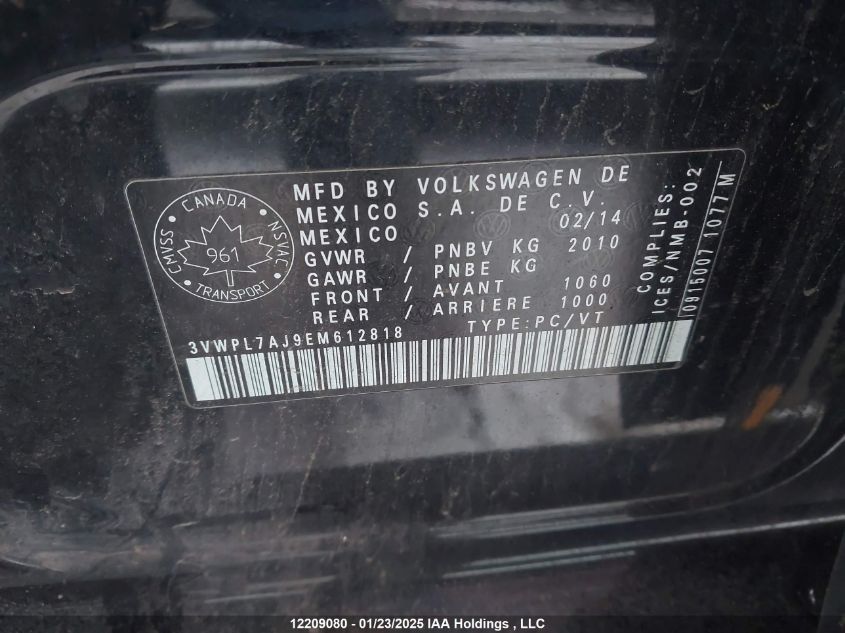 CANADA
CMVSS
NSVAC
961
TRANSPORT
MFD BY VOLKSWAGEN DE
MEXICO S.A. DE C.V.
MEXICO 02/14
GVWR / PNBV KG 2010
GAWR / PNBE KG
FRONT / AVANT 1060
REAR / ARRIERE 1000
3VWPL7AJ9EM612818 TYPE:PC/VT
COMPLIES:
ICES/NMB-002
0915007 1077 M
12209080 - 01/23/2025 IAA Holdings , LLC